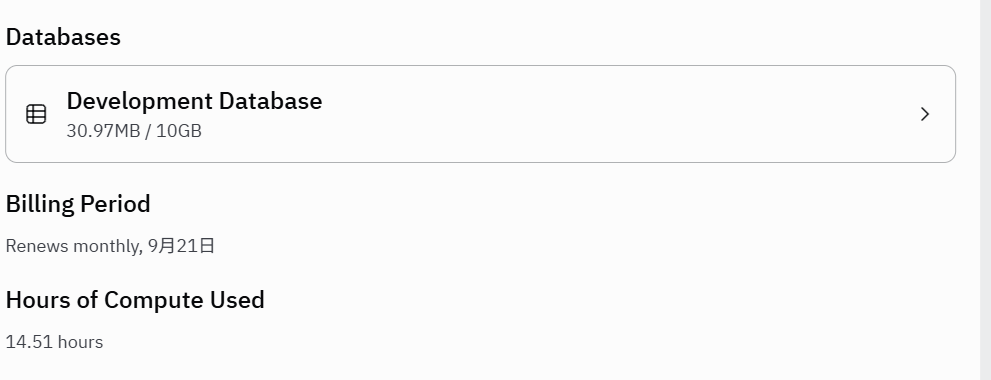 Databases
Development Database
30.97MB / 10GB
Billing Period
Renews monthly, 9月21日
Hours of Compute Used
14.51 hours